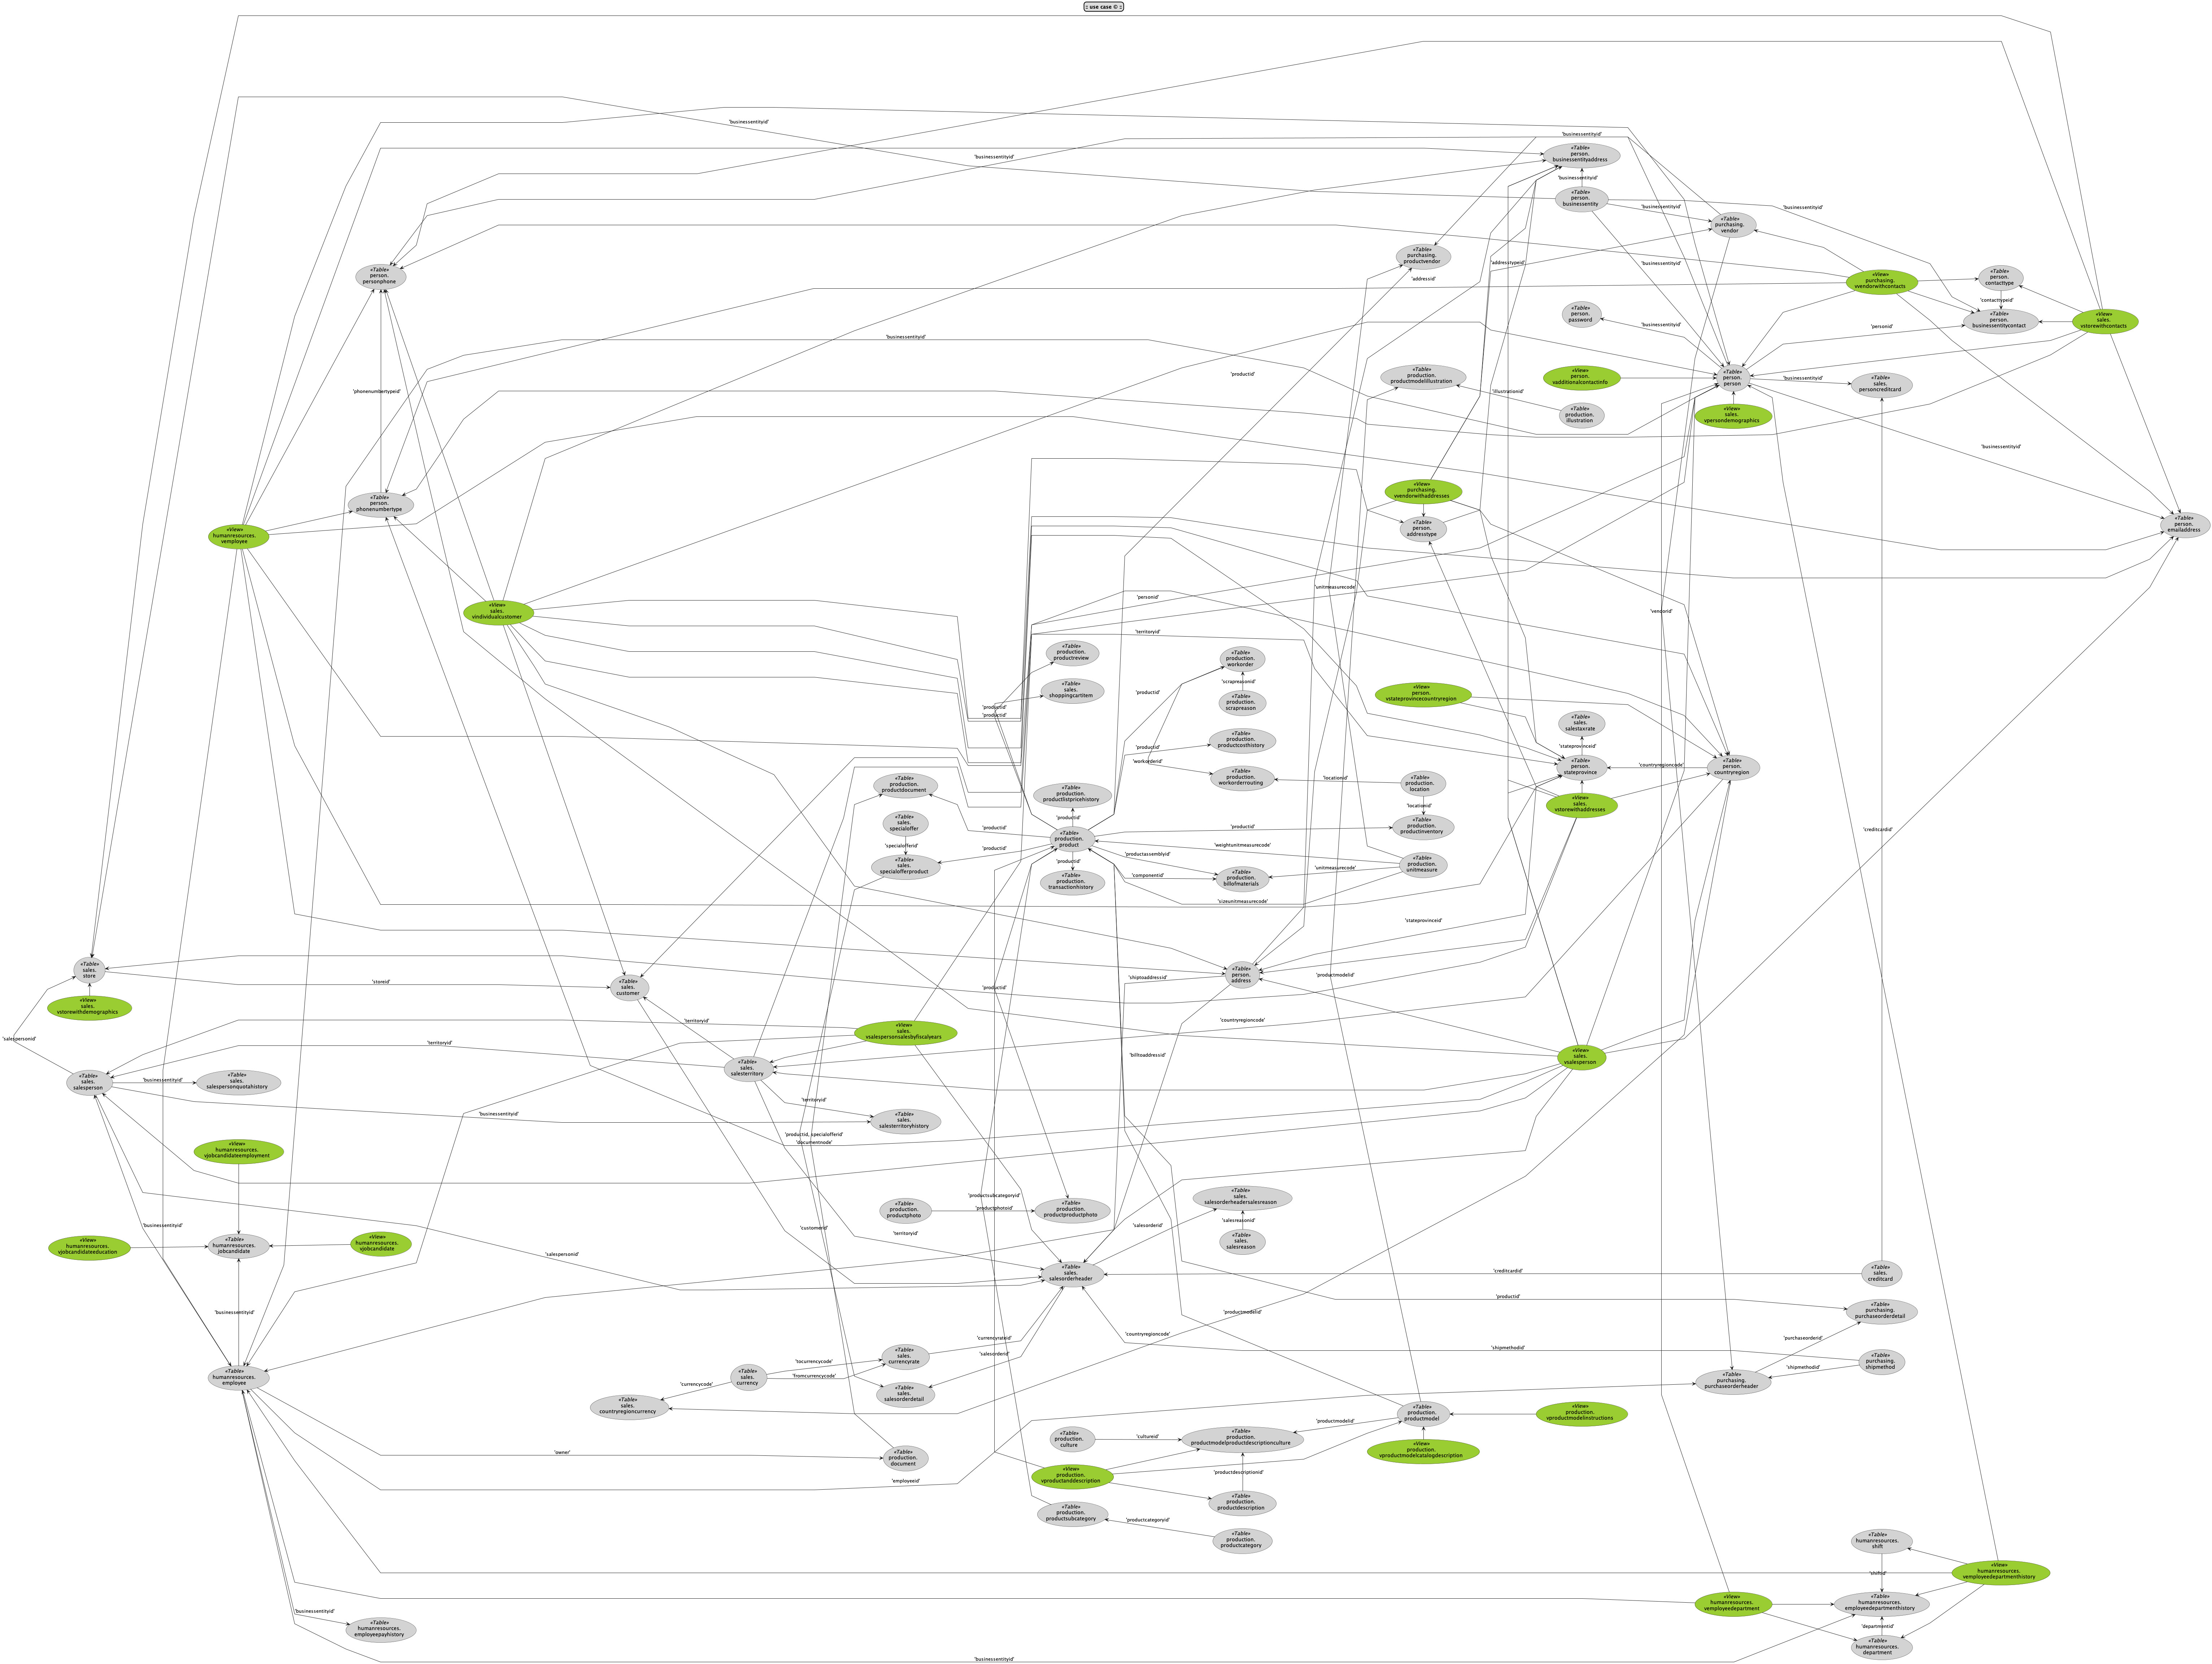 :: use case © ::
'businessentityid'
'businessentityid'
'businessentityid'
«Table»
person.
businessentityaddress
'businessentityid'
«Table»
person.
businessentity
'businessentityid'
'businessentityid'
«Table»
purchasing.
vendor
«Table»
purchasing.
productvendor
'addresstypeid'
'businessentityid'
«Table»
person.
personphone
'addressid'
«View»
purchasing.
vvendorwithcontacts
«Table»
person.
contacttype
'contacttypeid'
«Table»
person.
password
'businessentityid'
'personid'
«Table»
person.
businessentitycontact
«View»
sales.
vstorewithcontacts
'businessentityid'
'productid'
«Table»
production.
productmodelillustration
'illustrationid'
«View»
person.
vadditionalcontactinfo
«Table»
person.
person
'businessentityid'
«Table»
sales.
personcreditcard
'phonenumbertypeid'
«Table»
production.
illustration
«View»
sales.
vpersondemographics
'businessentityid'
«Table»
person.
phonenumbertype
«View»
purchasing.
vvendorwithaddresses
«Table»
person.
addresstype
«Table»
person.
emailaddress
«View»
humanresources.
vemployee
'unitmeasurecode'
'personid'
«View»
sales.
vindividualcustomer
'vendorid'
'territoryid'
«Table»
production.
productreview
«Table»
production.
workorder
'scrapreasonid'
«Table»
sales.
shoppingcartitem
'productid'
«Table»
production.
scrapreason
«View»
person.
vstateprovincecountryregion
'productid'
'productid'
«Table»
sales.
salestaxrate
«Table»
production.
productcosthistory
'productid'
'stateprovinceid'
'workorderid'
«Table»
person.
stateprovince
'countryregioncode'
«Table»
person.
countryregion
«Table»
production.
productdocument
«Table»
production.
productlistpricehistory
«Table»
production.
workorderrouting
'locationid'
«Table»
production.
location
'locationid'
«View»
sales.
vstorewithaddresses
«Table»
sales.
specialoffer
'productid'
'productid'
'productid'
«Table»
production.
productinventory
'creditcardid'
'specialofferid'
'productid'
«Table»
production.
product
'weightunitmeasurecode'
'productassemblyid'
«Table»
sales.
specialofferproduct
'productid'
'unitmeasurecode'
«Table»
production.
unitmeasure
'componentid'
«Table»
production.
transactionhistory
«Table»
production.
billofmaterials
'sizeunitmeasurecode'
'stateprovinceid'
«Table»
sales.
store
'storeid'
«Table»
sales.
customer
'productid'
'shiptoaddressid'
«Table»
person.
address
'productmodelid'
«View»
sales.
vstorewithdemographics
'territoryid'
'countryregioncode'
«View»
sales.
vsalespersonsalesbyfiscalyears
'salespersonid'
'territoryid'
'billtoaddressid'
«View»
sales.
vsalesperson
«Table»
sales.
salesperson
'businessentityid'
«Table»
sales.
salespersonquotahistory
«Table»
sales.
salesterritory
'territoryid'
'businessentityid'
«Table»
sales.
salesterritoryhistory
'productid, specialofferid'
'documentnode'
«View»
humanresources.
vjobcandidateemployment
'productsubcategoryid'
«Table»
sales.
salesorderheadersalesreason
«Table»
production.
productphoto
'productphotoid'
«Table»
production.
productproductphoto
'businessentityid'
'customerid'
'salesorderid'
'salesreasonid'
'territoryid'
«Table»
sales.
salesreason
«View»
humanresources.
vjobcandidateeducation
«Table»
humanresources.
jobcandidate
«View»
humanresources.
vjobcandidate
'salespersonid'
«Table»
sales.
salesorderheader
'creditcardid'
«Table»
sales.
creditcard
'productid'
'businessentityid'
'productmodelid'
«Table»
purchasing.
purchaseorderdetail
'countryregioncode'
'currencyrateid'
'purchaseorderid'
'shipmethodid'
«Table»
sales.
currencyrate
'salesorderid'
'tocurrencycode'
«Table»
purchasing.
shipmethod
'shipmethodid'
«Table»
humanresources.
employee
«Table»
sales.
currency
'fromcurrencycode'
'currencycode'
«Table»
purchasing.
purchaseorderheader
«Table»
sales.
salesorderdetail
«Table»
sales.
countryregioncurrency
«Table»
production.
productmodel
«View»
production.
vproductmodelinstructions
'productmodelid'
«Table»
production.
culture
'cultureid'
«Table»
production.
productmodelproductdescriptionculture
«View»
production.
vproductmodelcatalogdescription
'owner'
«Table»
production.
document
'productdescriptionid'
«View»
production.
vproductanddescription
'employeeid'
«Table»
production.
productdescription
«Table»
production.
productsubcategory
'productcategoryid'
«Table»
production.
productcategory
«Table»
humanresources.
shift
'shiftid'
«View»
humanresources.
vemployeedepartmenthistory
«View»
humanresources.
vemployeedepartment
«Table»
humanresources.
employeedepartmenthistory
'businessentityid'
«Table»
humanresources.
employeepayhistory
'departmentid'
«Table»
humanresources.
department
'businessentityid'